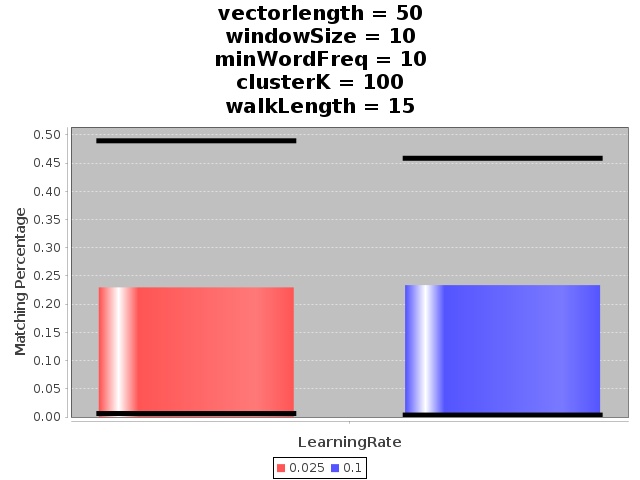 vectorlength = 50
windowSize = 10
minWordFreq = 10
clusterK = 100
walkLength = 15
0.50
0.45
0.40
0.35
0.30
0.25
0.20
0.15
0.10
0.05
0.00
Matching Percentage
LearningRate
0.025 0.1